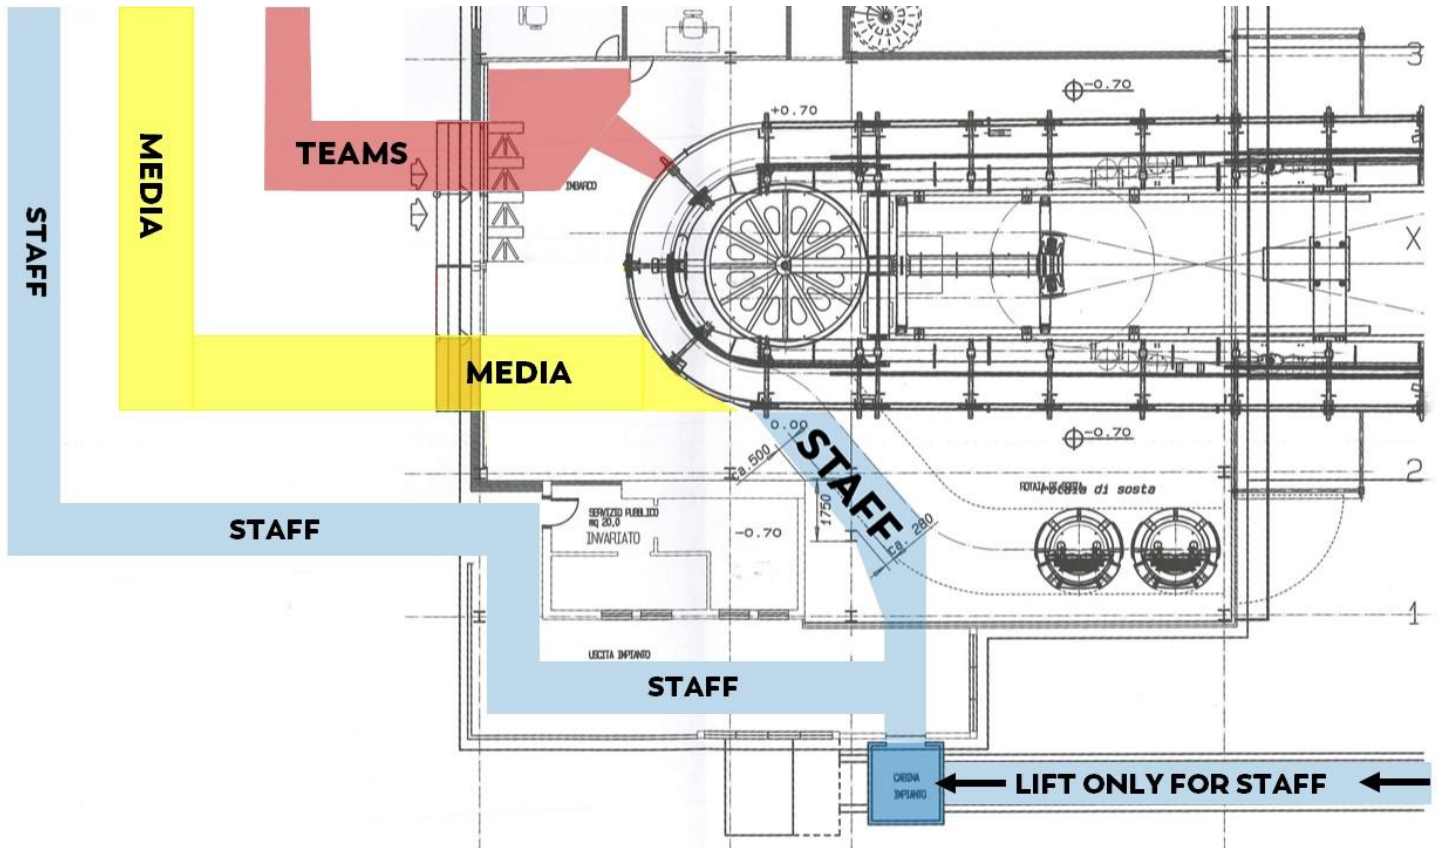 3
-0.70
+0.70
MEDIA
TEAMS
IMBARCO
STAFF
X
MEDIA
0.00
-0.70
STAFF
ca.500
2
rotaia di sosta
1750
SERVIZIO PUBBLICO
mq 20,0
INVARIATO
-0.70
ca. 280
STAFF
1
USCITA IMPIANTO
STAFF
CABINA
IMPIANTO
LIFT ONLY FOR STAFF